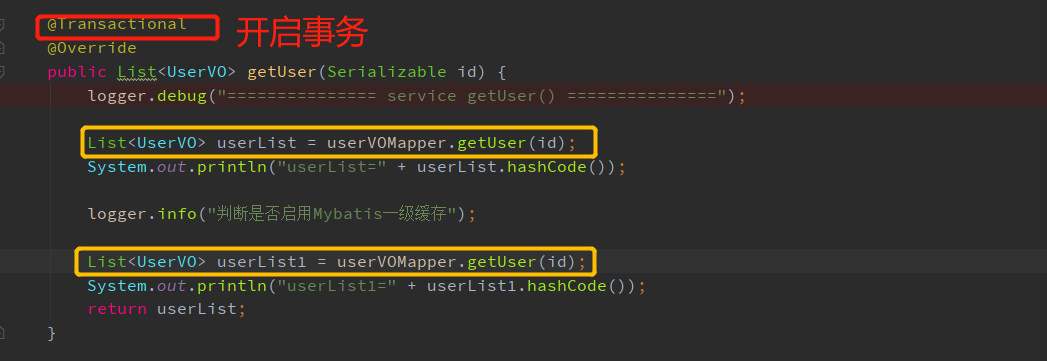 @Transactional 开启事务
@Override
public List<UserVO> getUser(Serializable id) {
logger.debug("=============== service getUser() ===============");
List<UserVO> userList = userVOMapper.getUser(id);
System.out.println("userList=" + userList.hashCode());
logger.info("判断是否启用Mybatis一级缓存");
List<UserVO> userList1 = userVOMapper.getUser(id);
System.out.println("userList1=" + userList1.hashCode());
return userList;
}